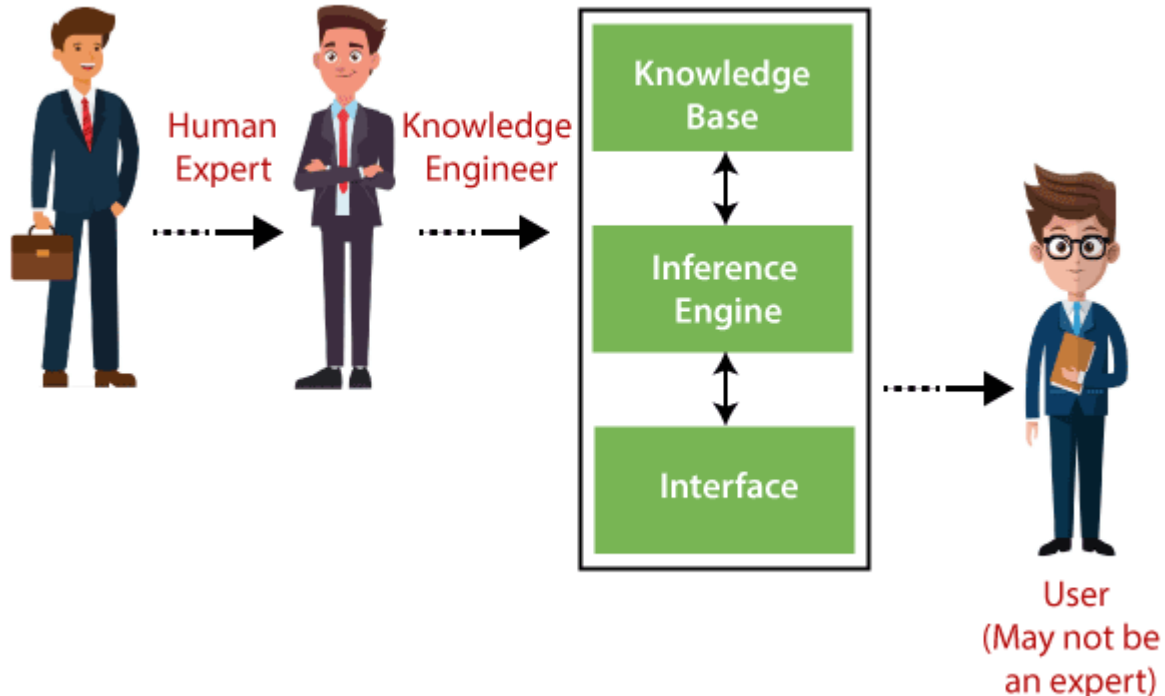 Human
Expert
Knowledge
Engineer
Knowledge
Base
Inference
Engine
Interface
User
(May not be
an expert)